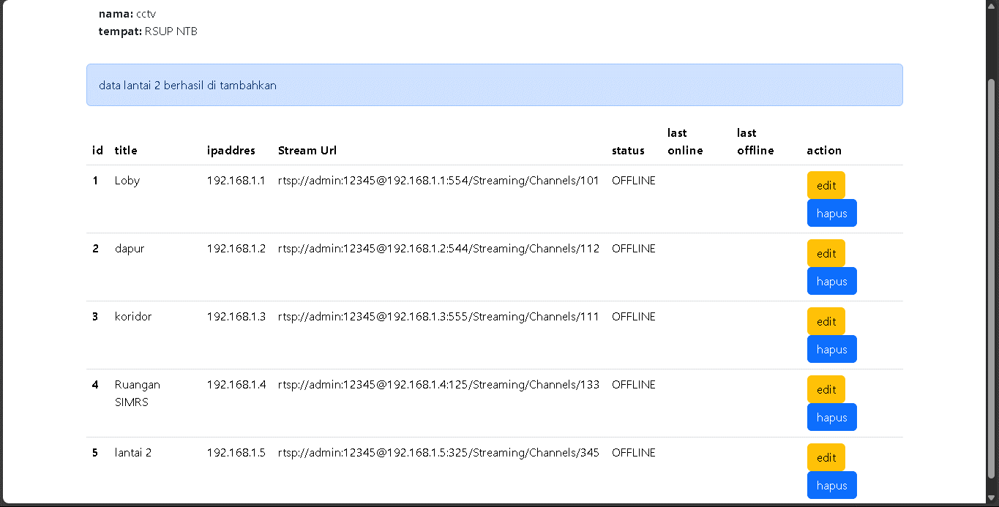 nama: cctv
tempat: RSUP NTB
data lantai 2 berhasil di tambahkan
id title ipaddres Stream Url status last online last offline action
1 Loby 192.168.1.1 rtsp://admin:12345@192.168.1.1:554/Streaming/Channels/101 OFFLINE edit
hapus
2 dapur 192.168.1.2 rtsp://admin:12345@192.168.1.2:544/Streaming/Channels/112 OFFLINE edit
hapus
3 koridor 192.168.1.3 rtsp://admin:12345@192.168.1.3:555/Streaming/Channels/111 OFFLINE edit
hapus
4 Ruangan SIMRS 192.168.1.4 rtsp://admin:12345@192.168.1.4:125/Streaming/Channels/133 OFFLINE edit
hapus
5 lantai 2 192.168.1.5 rtsp://admin:12345@192.168.1.5:325/Streaming/Channels/345 OFFLINE edit
hapus